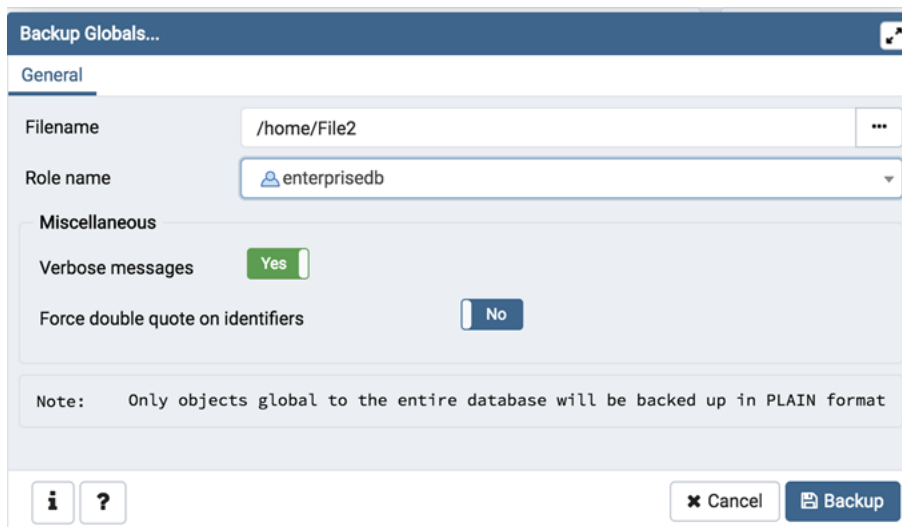 Backup Globals...
General
Filename /home/File2 ...
Role name enterprisedb
Miscellaneous
Verbose messages Yes
Force double quote on identifiers No
Note: Only objects global to the entire database will be backed up in PLAIN format
i ? Cancel Backup